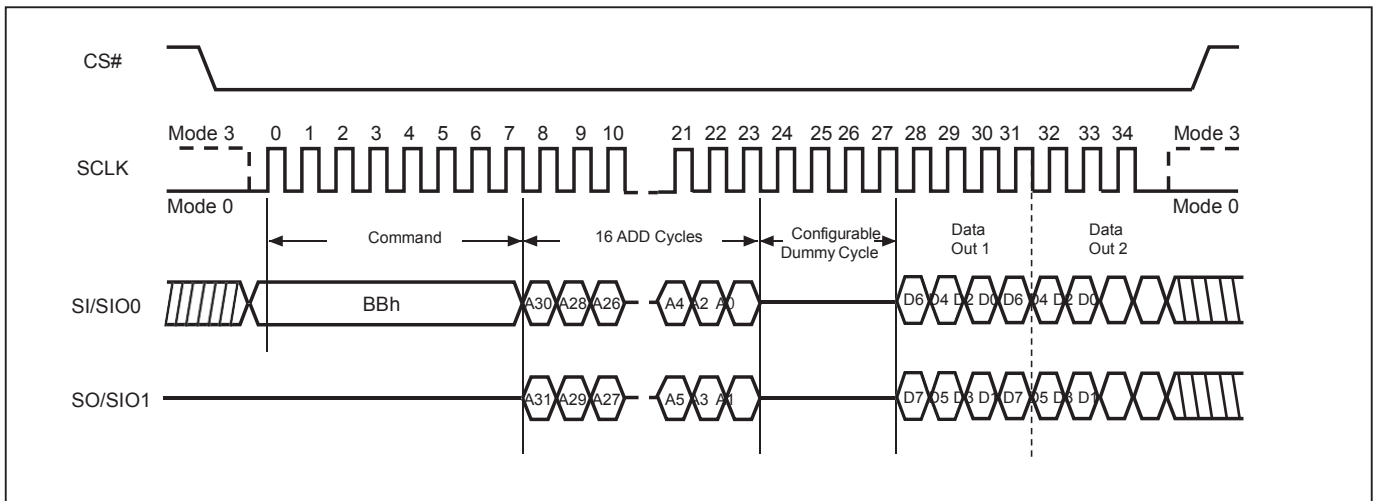 CS#
Mode 3 0 1 2 3 4 5 6 7 8 9 10 21 22 23 24 25 26 27 28 29 30 31 32 33 34 Mode 3
SCLK
Mode 0 Mode 0
Command 16 ADD Cycles Configurable Dummy Cycle Data Out 1 Data Out 2
SI/SIO0 BBh A30 A28 A26 A4 A2 A0 D6 D4 D2 D0 D6 D4 D2 D0
SO/SIO1 A31 A29 A27 A5 A3 A1 D7 D5 D3 D1 D7 D5 D3 D1